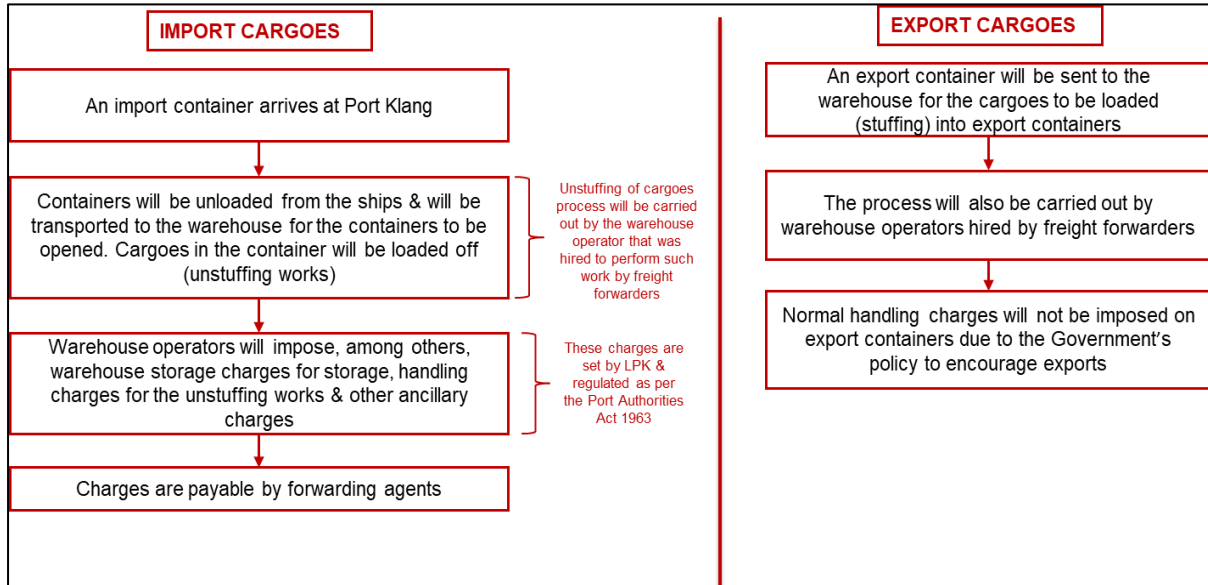 IMPORT CARGOES
An import container arrives at Port Klang
Containers will be unloaded from the ships & will be
transported to the warehouse for the containers to be
opened. Cargoes in the container will be loaded off
(unstuffing works)
Unstuffing of cargoes
process will be carried
out by the warehouse
operator that was
hired to perform such
work by freight
forwarders
Warehouse operators will impose, among others,
warehouse storage charges for storage, handling
charges for the unstuffing works & other ancillary
charges
These charges are
set by LPK &
regulated as per
the Port Authorities
Act 1963
Charges are payable by forwarding agents
EXPORT CARGOES
An export container will be sent to the
warehouse for the cargoes to be loaded
(stuffing) into export containers
The process will also be carried out by
warehouse operators hired by freight forwarders
Normal handling charges will not be imposed on
export containers due to the Government's
policy to encourage exports